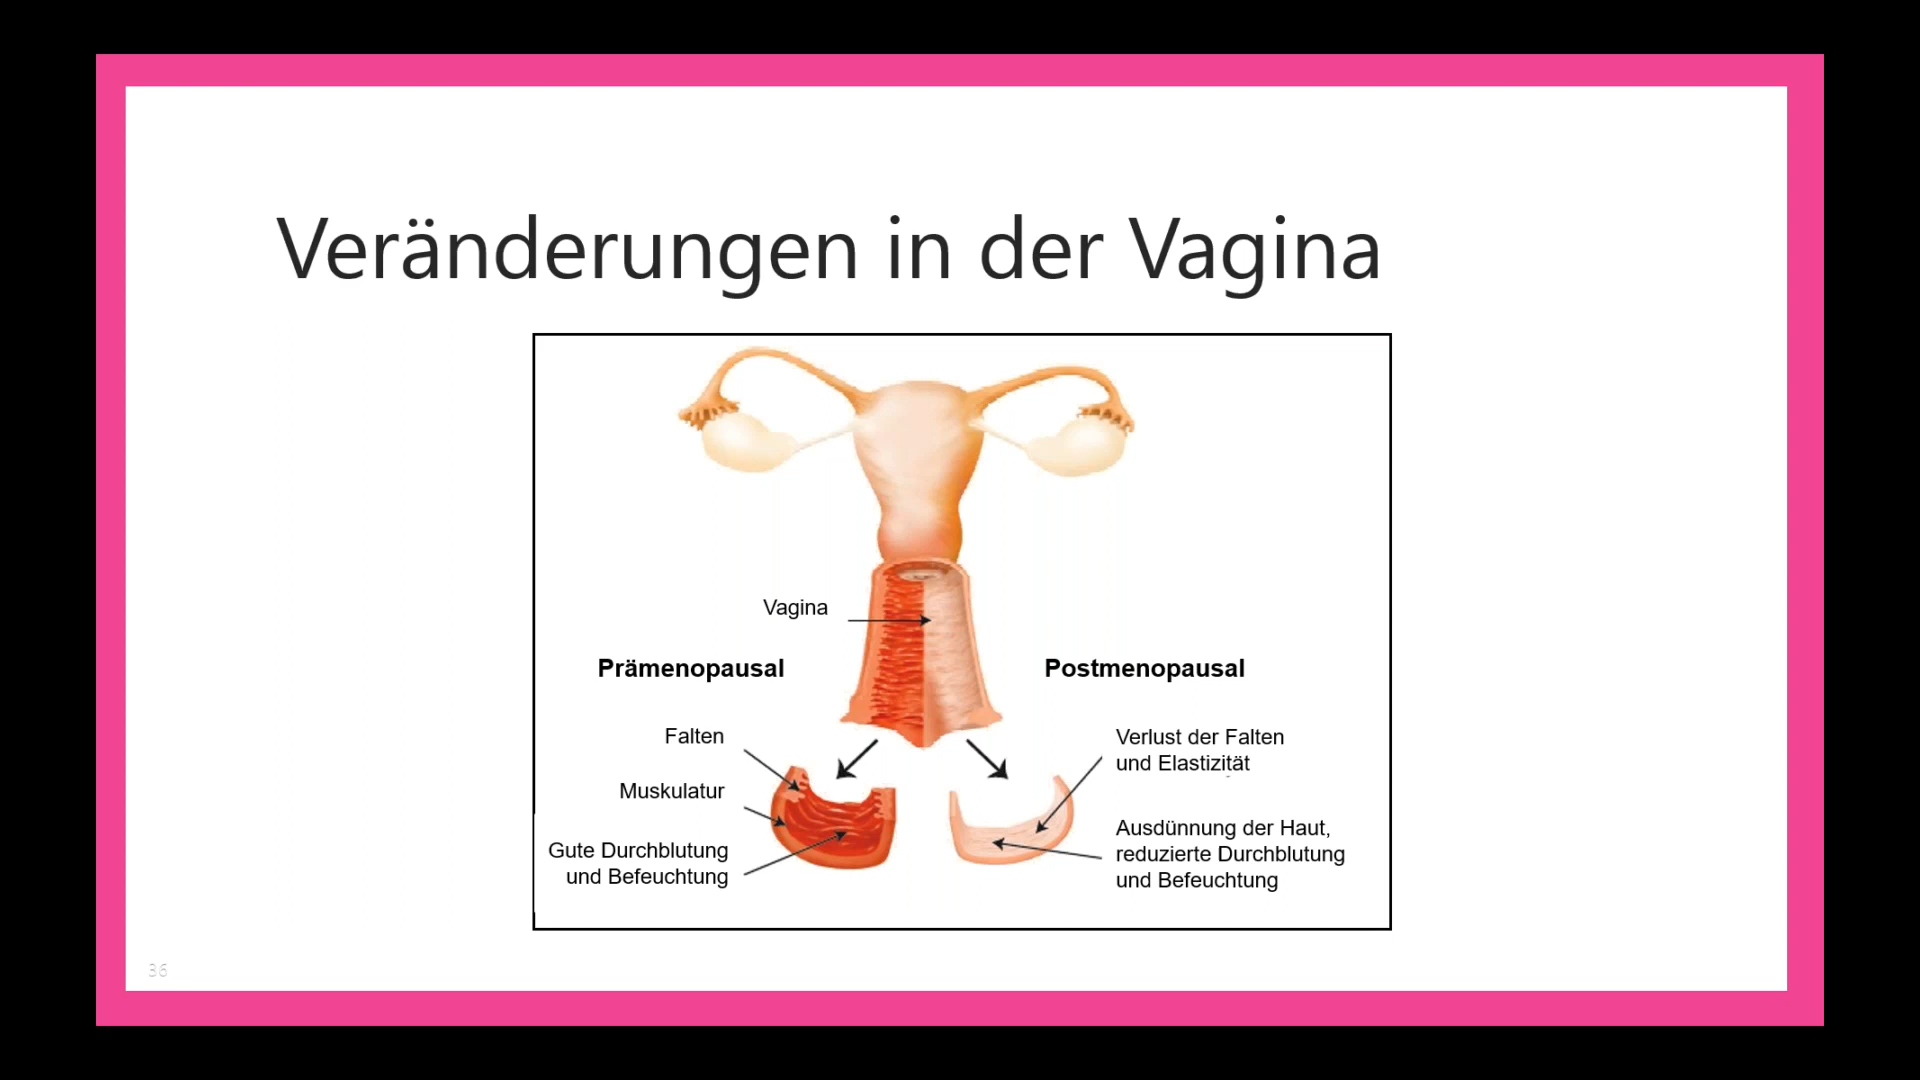 Veränderungen in der Vagina
Vagina
Prämenopausal
Postmenopausal
Falten
Muskulatur
Gute Durchblutung
und Befeuchtung
Verlust der Falten
und Elastizität
Ausdünnung der Haut,
reduzierte Durchblutung
und Befeuchtung
36